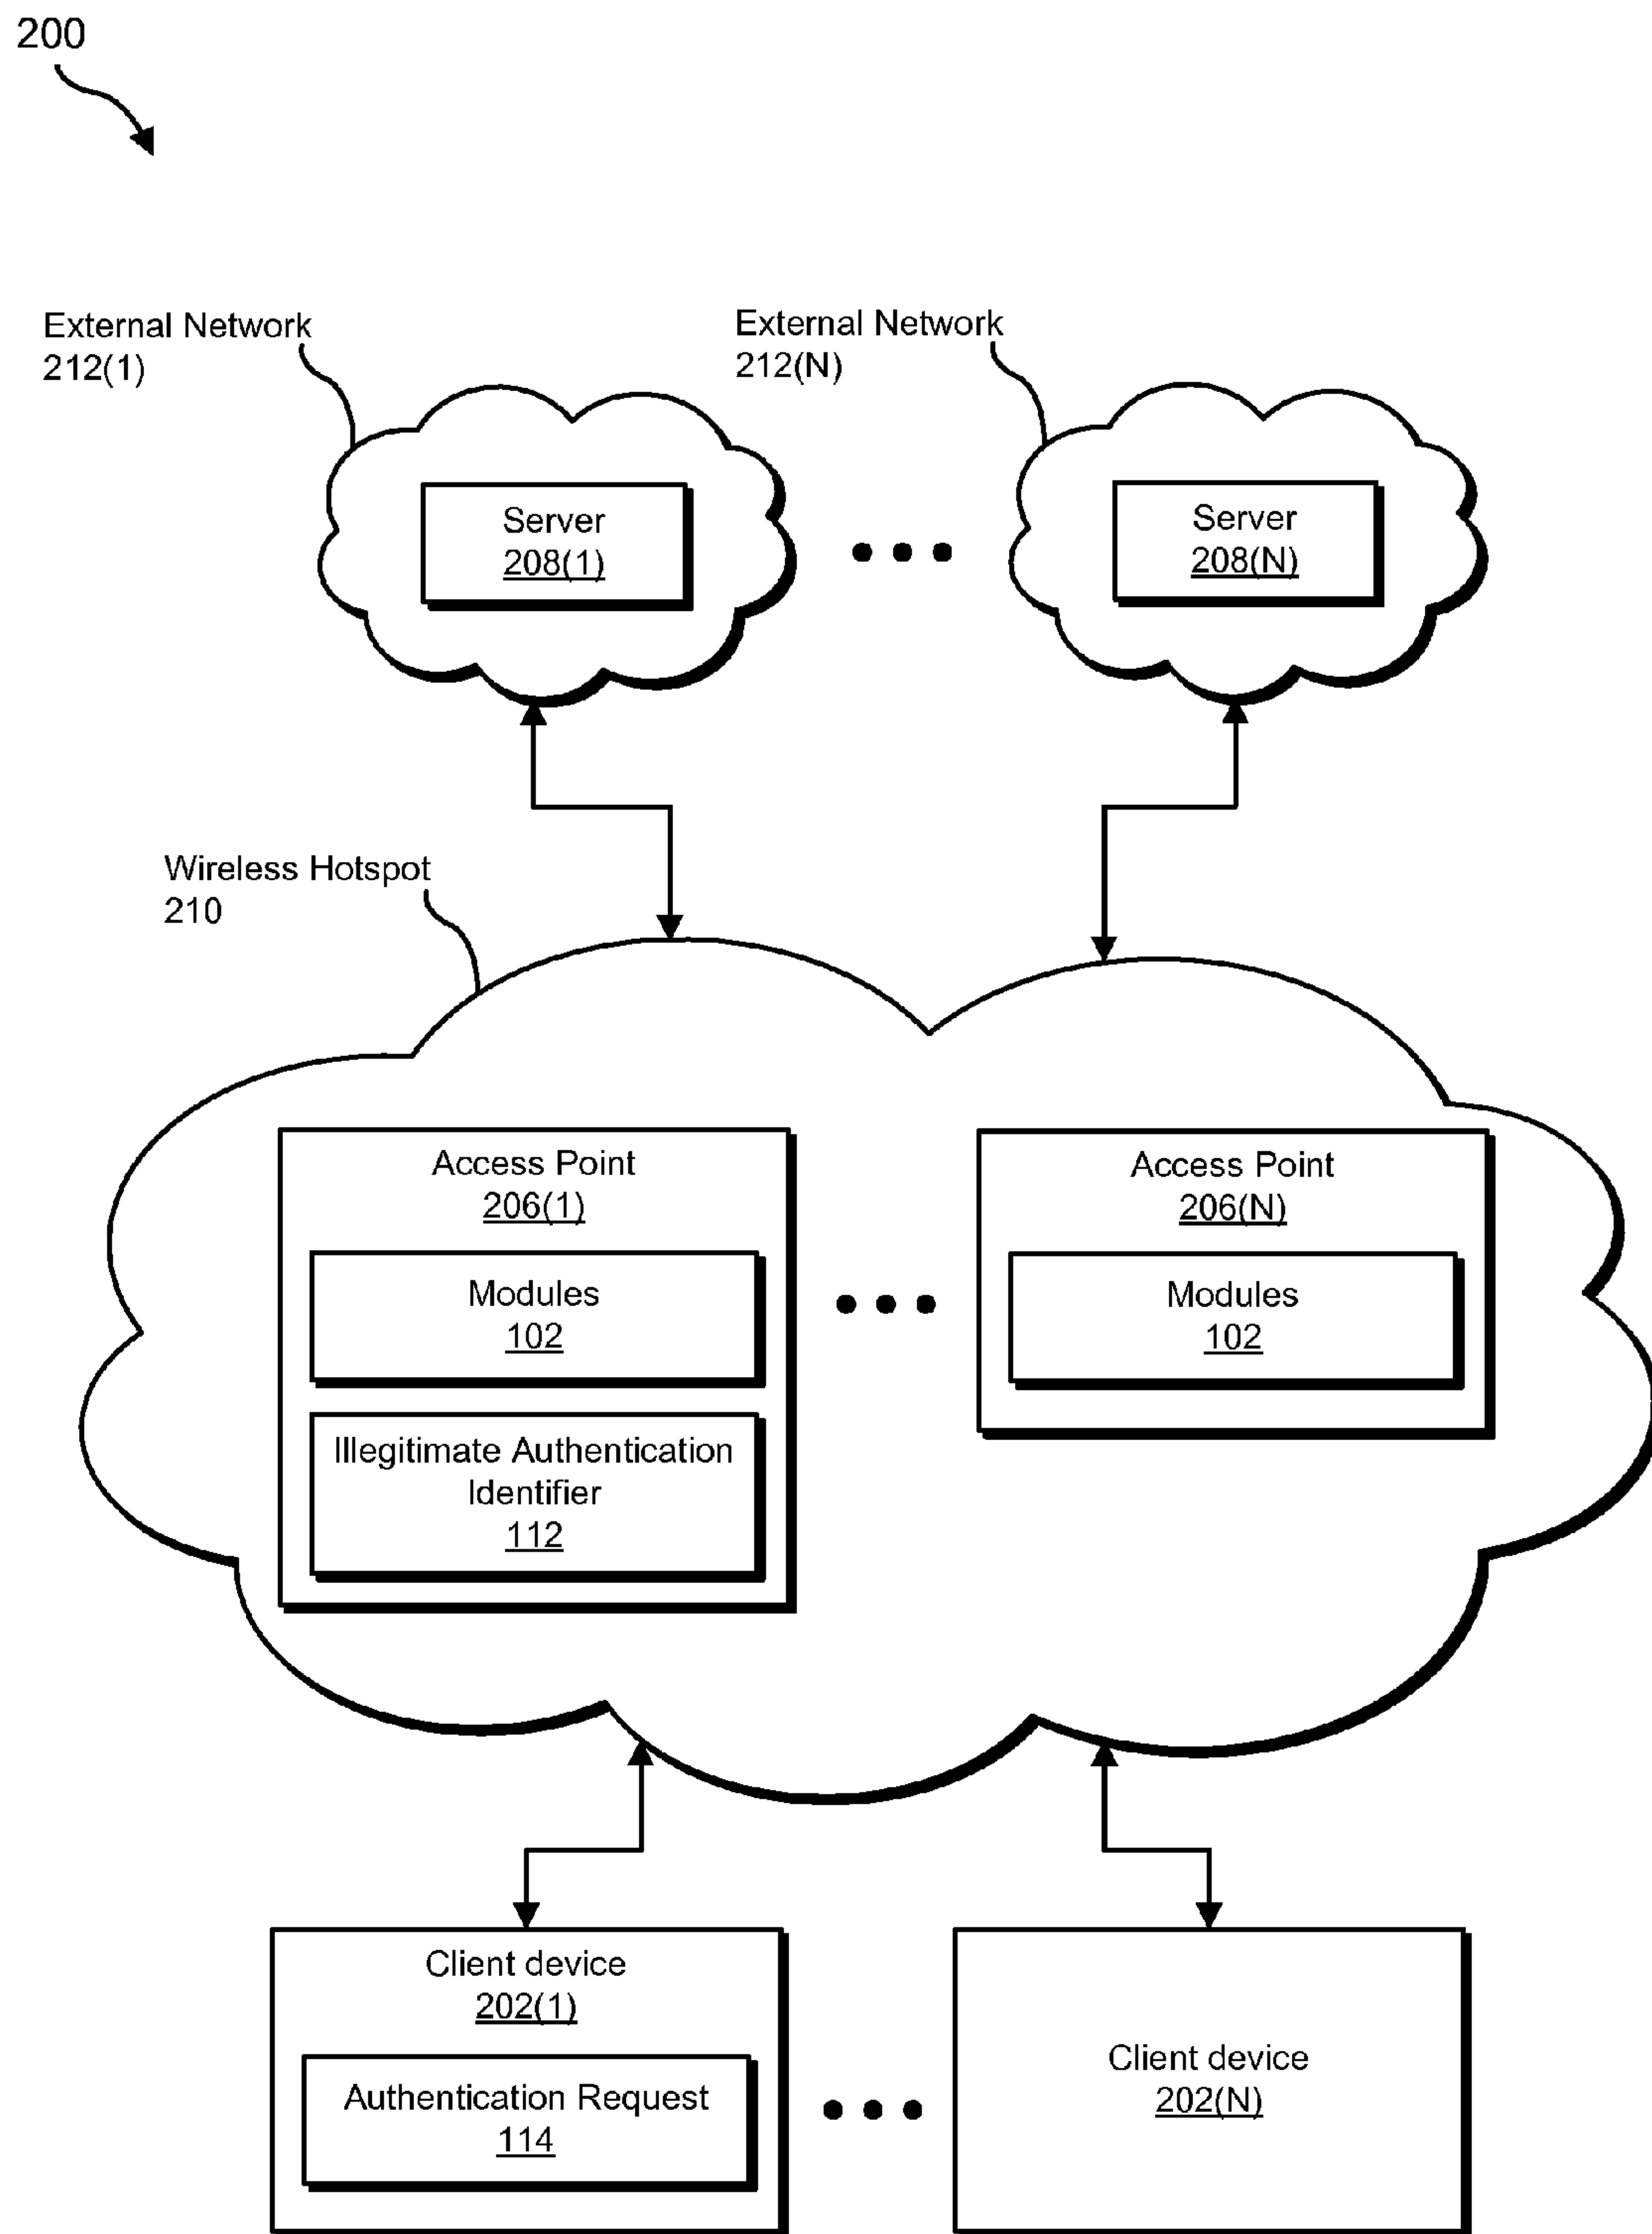 200
External Network
212(1)
External Network
212(N)
Server
208(1)
Server
208(N)
Wireless Hotspot
210
Access Point
206(1)
Modules
102
Illegitimate Authentication
Identifier
112
Access Point
206(N)
Modules
102
Client device
202(1)
Authentication Request
114
Client device
202(N)